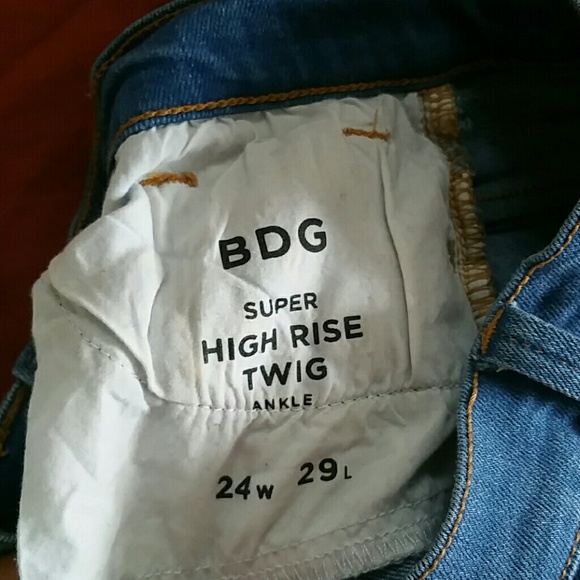 BDG
SUPER
HIGH RISE
TWIG
ANKLE
24W 29L